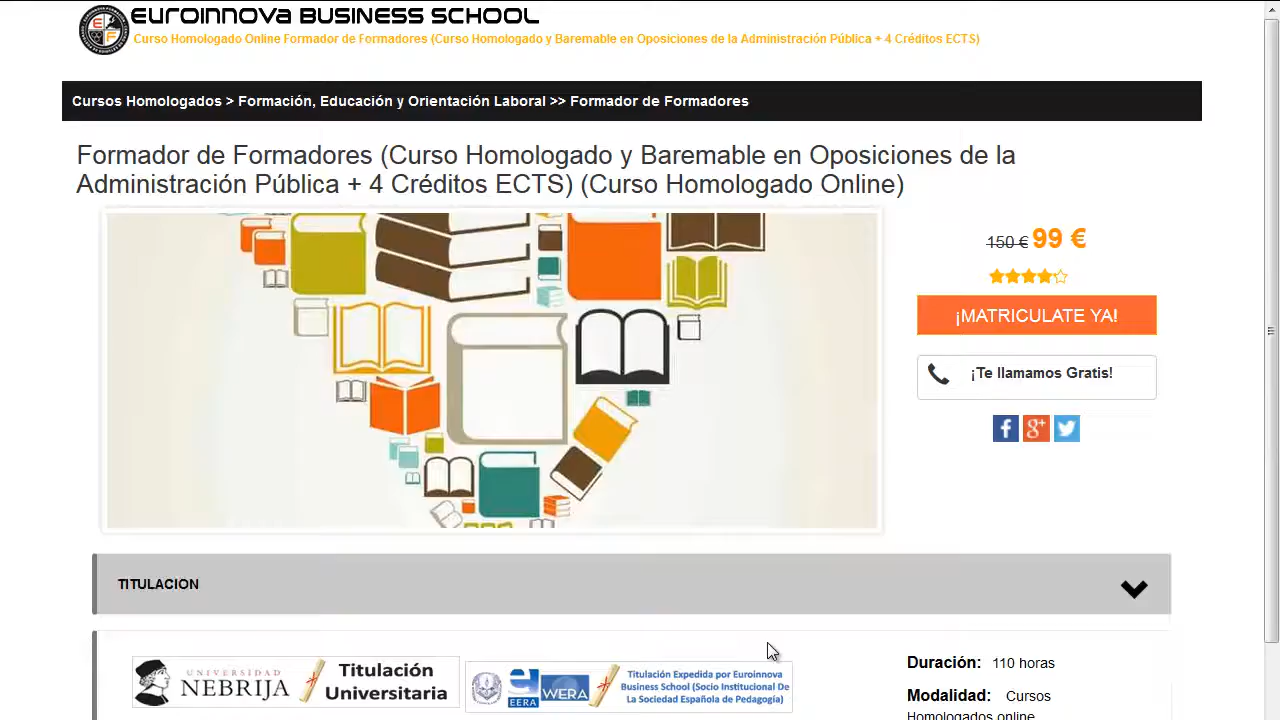 EUROINNOVA BUSINESS SCHOOL
Curso Homologado Online Formador de Formadores (Curso Homologado y Baremable en Oposiciones de la Administración Pública + 4 Créditos ECTS)
Cursos Homologados > Formación, Educación y Orientación Laboral >> Formador de Formadores
Formador de Formadores (Curso Homologado y Baremable en Oposiciones de la
Administración Pública + 4 Créditos ECTS) (Curso Homologado Online)
150 € 99 €
¡MATRICULATE YA!
¡Te llamamos Gratis!
TITULACION
UNIVERSIDAD
NEBRIJA
Titulación
Universitaria
EERA
WERA
Titulación Expedida por Euroinnova
Business School (Socio Institucional De
La Sociedad Española de Pedagogía)
Duración: 110 horas
Modalidad: Cursos
Homologados online